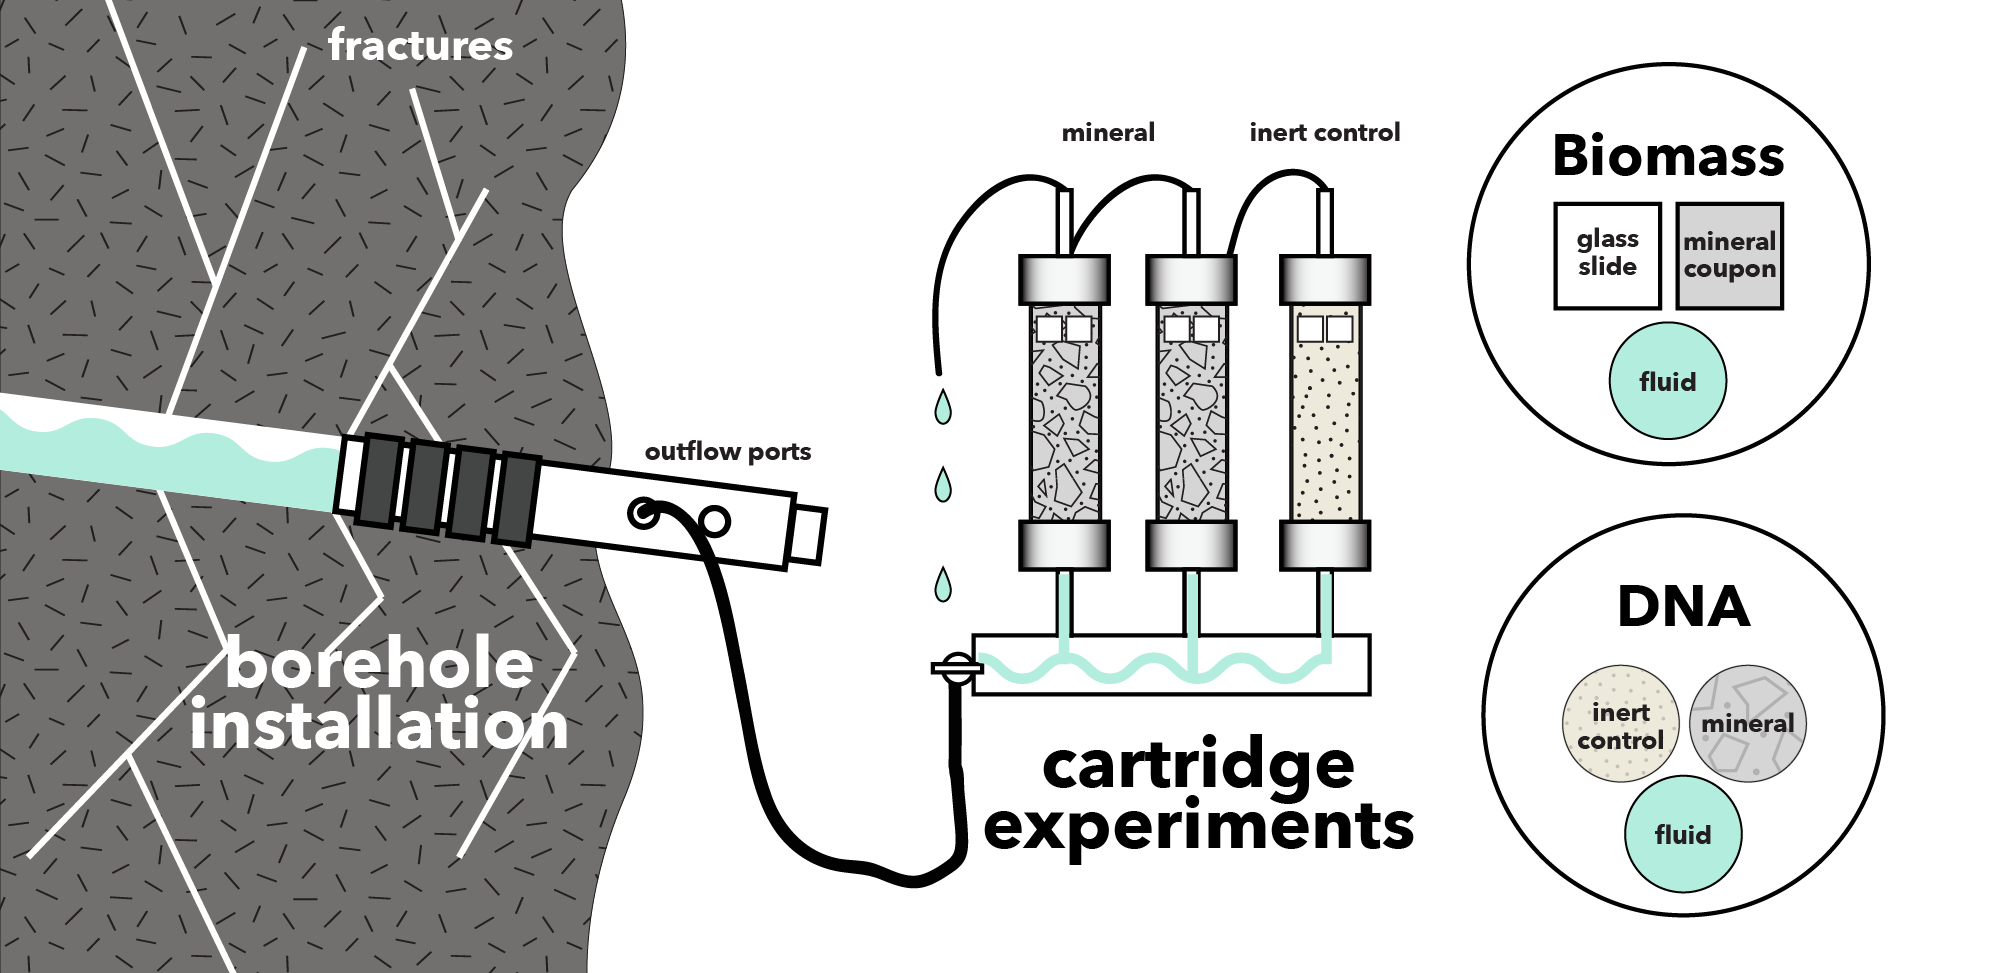 fractures
borehole
installation
outflow ports
mineral
inert control
cartridge
experiments
Biomass
glass
slide
mineral
coupon
fluid
DNA
inert
control
mineral
fluid